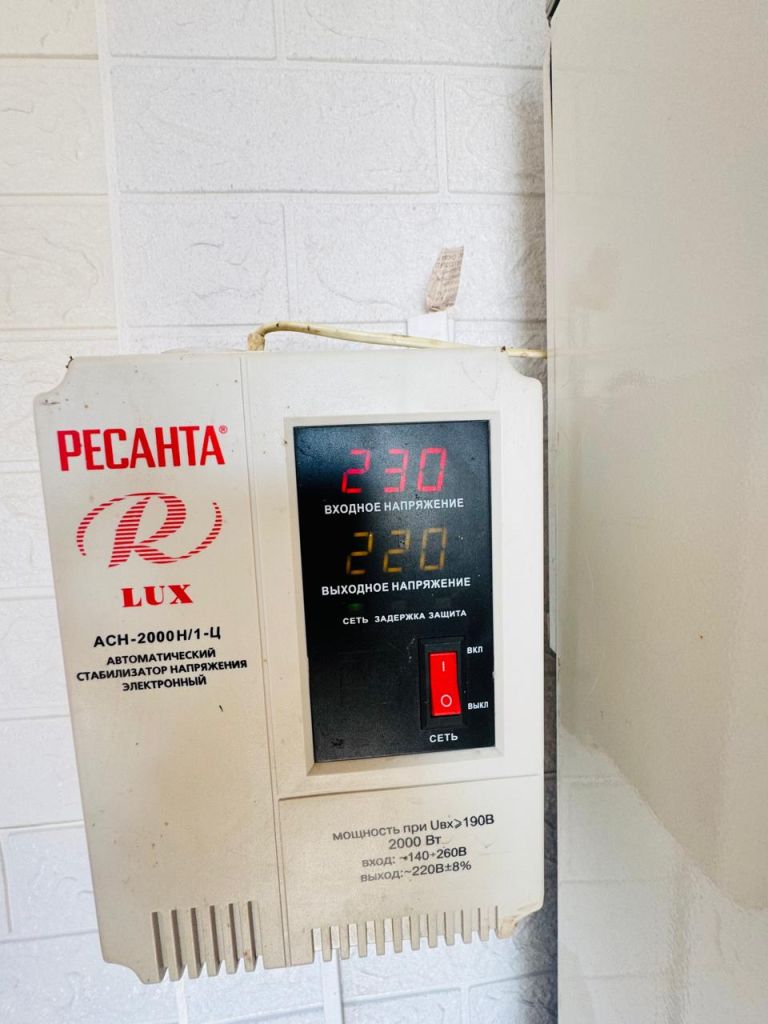 РЕСАНТА®
R
LUX
АСН-2000Н/1-Ц
АВТОМАТИЧЕСКИЙ
СТАБИЛИЗАТОР НАПРЯЖЕНИЯ
ЭЛЕКТРОННЫЙ
230
ВХОДНОЕ НАПРЯЖЕНИЕ
220
ВЫХОДНОЕ НАПРЯЖЕНИЕ
СЕТЬ ЗАДЕРЖКА ЗАЩИТА
ВКЛ
I
O
ВЫКЛ
СЕТЬ
мощность при Uвх⩾190В
2000 Вт
вход: ~140÷260В
выход:~220В±8%